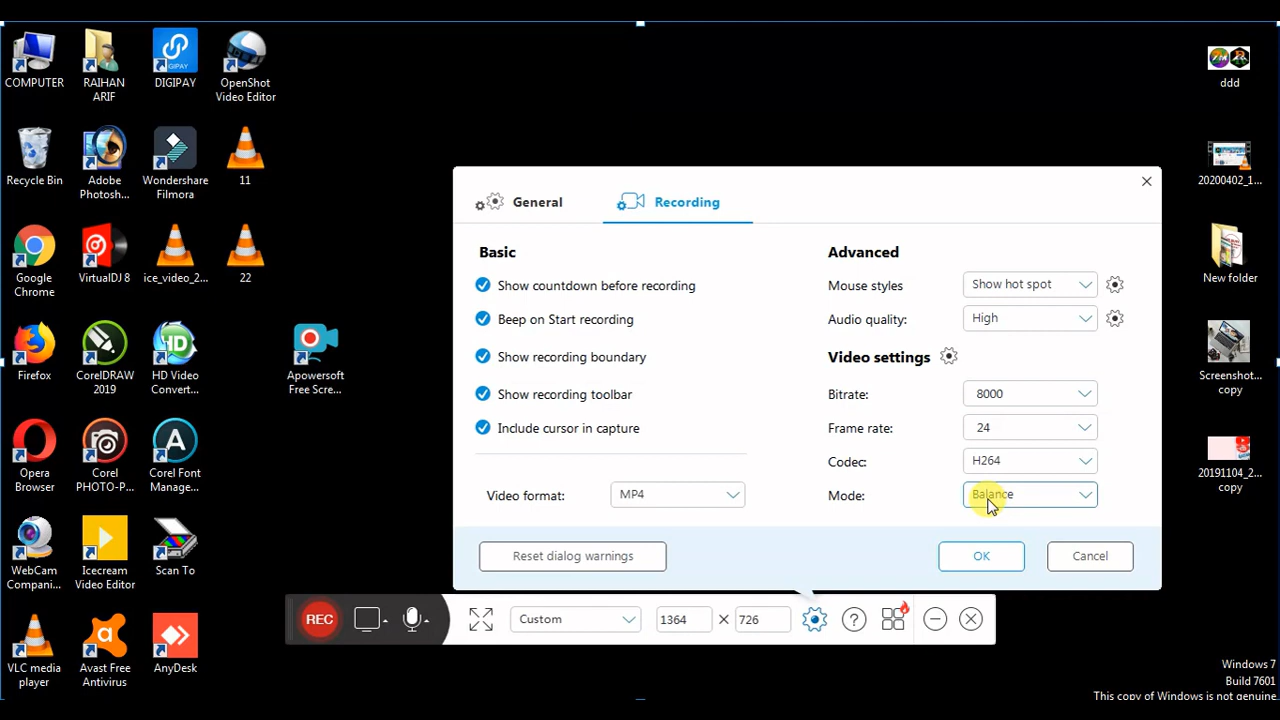 COMPUTER
RAIHAN
ARIF
DIGIPAY
GIPAY
OpenShot
Video Editor
ddd
Recycle Bin
Adobe
Photosh...
Wondershare
Filmora
11
20200402_1...
Google
Chrome
VirtualDJ 8
ice_video_2...
22
New folder
Firefox
CorelDRAW
2019
HD
HD Video
Convert...
Apowersoft
Free Scre...
Screenshot...
copy
Opera
Browser
Corel
PHOTO-P...
Corel Font
Manage...
20191104_2...
copy
WebCam
Compani...
Icecream
Video Editor
Scan To
VLC media
player
Avast Free
Antivirus
AnyDesk
General
Recording
Basic
Show countdown before recording
Beep on Start recording
Show recording boundary
Show recording toolbar
Include cursor in capture
Video format:
MP4
Advanced
Mouse styles
Show hot spot
Audio quality:
High
Video settings
Bitrate:
8000
Frame rate:
24
Codec:
H264
Mode:
Balance
Reset dialog warnings
OK
Cancel
REC
Custom
1364
726
Windows 7
Build 7601
This copy of Windows is not genuine